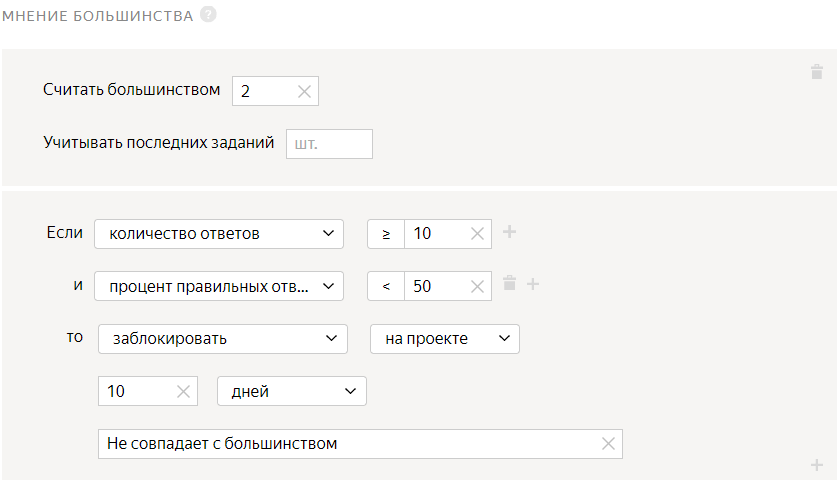 МНЕНИЕ БОЛЬШИНСТВА ?
Считать большинством 2
Учитывать последних заданий шт.
Если количество ответов ≥ 10
и процент правильных отв... < 50
то заблокировать на проекте
10 дней
Не совпадает с большинством